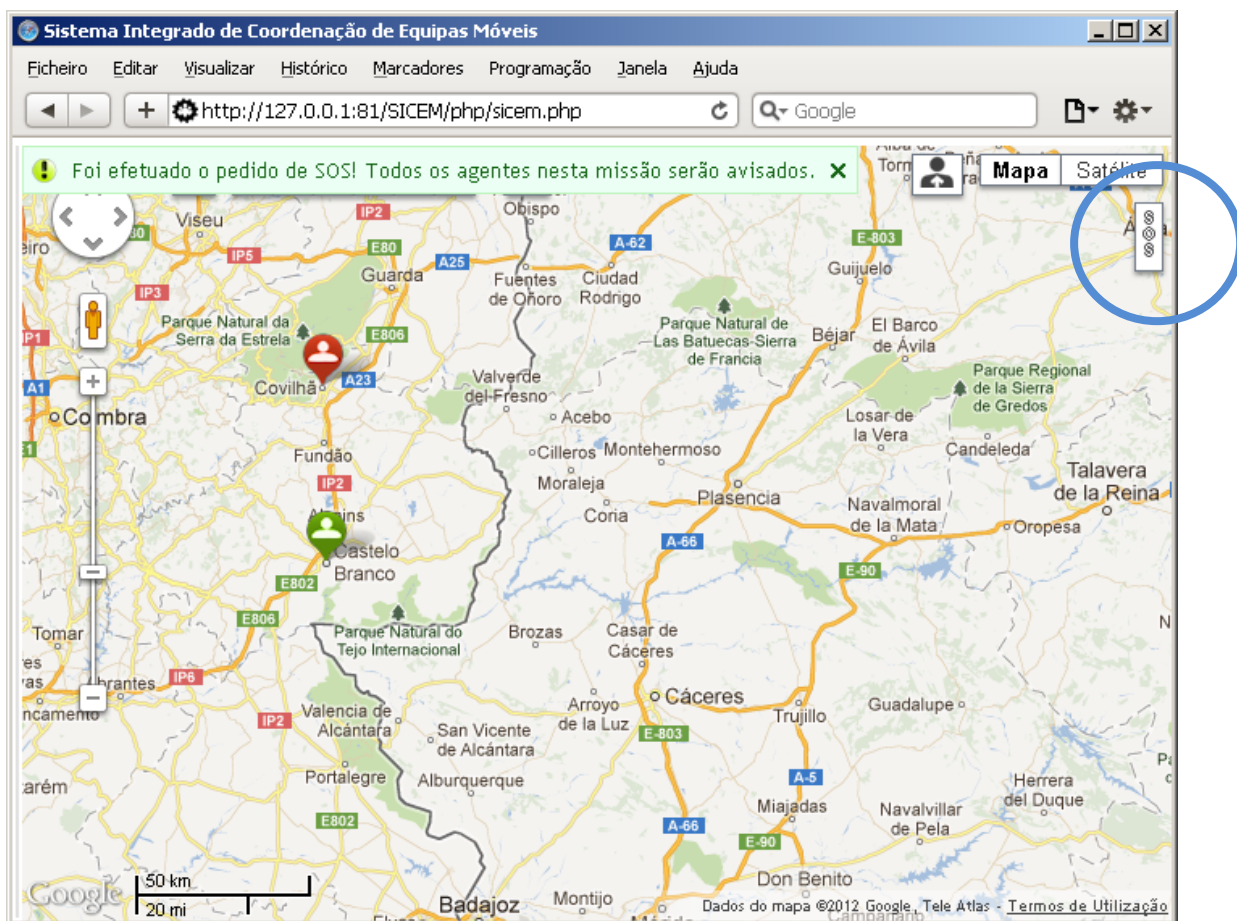 Sistema Integrado de Coordenação de Equipas Móveis
Ficheiro Editar Visualizar Histórico Marcadores Programação Janela Ajuda
http://127.0.0.1:81/SICEM/php/sicem.php
Google
Foi efetuado o pedido de SOS! Todos os agentes nesta missão serão avisados.
Mapa Satélite
Viseu
IP2
Obispo
A-62
E-803
E80
IP5
A25
Guarda
Fuentes
de Oñoro
Ciudad
Rodrigo
Guijuelo
IP3
IP1
Parque Natural da
Serra da Estrela
E806
Parque Natural de
Las Batuecas-Sierra
de Francia
Béjar
El Barco
de Ávila
Covilhã
A23
A1
Valverde
del-Fresno
Parque Regional
de la Sierra
de Gredos
Coimbra
Acebo
Losar de
la Vera
Candeleda
Fundão
Cilleros
Montehermoso
IP2
Moraleja
Plasencia
Talavera
de la Reina
Coria
Navalmoral
de la Mata
Oropesa
A-66
Castelo
Branco
E802
E-90
E806
Tomar
Parque Natural do
Tejo Internacional
Brozas
Casar de
Cáceres
IP6
Cáceres
Arroyo
de la Luz
Trujillo
Guadalupe
IP2
Valencia de
Alcántara
San Vicente
de Alcántara
E-803
Portalegre
Alburquerque
A-5
Herrera
del Duque
Miajadas
E802
A-66
Navalvillar
de Pela
E-90
Don Benito
50 km
20 mi
Google
Badajoz
Montijo
Dados do mapa ©2012 Google, Tele Atlas - Termos de Utilização